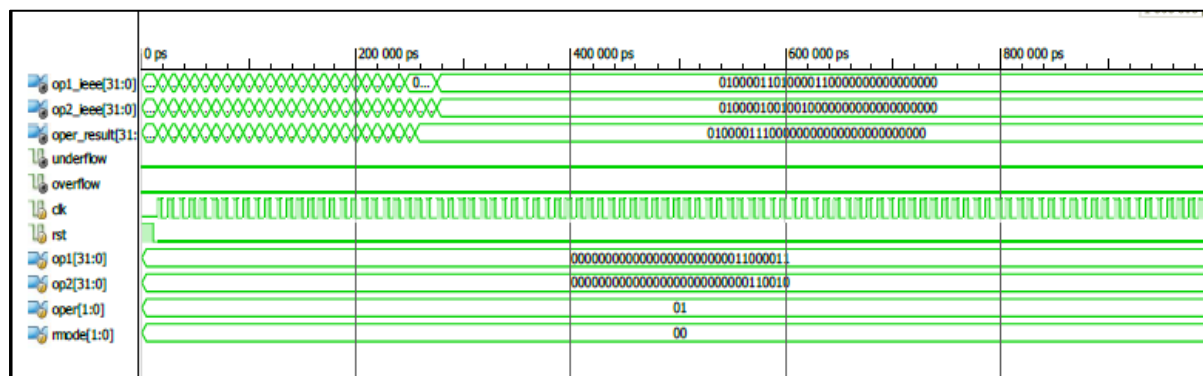 0 ps 200 000 ps 400 000 ps 600 000 ps 800 000 ps
op1_ieee[31:0] 0... 01000011010000110000000000000000
op2_ieee[31:0] 01000010010010000000000000000000
oper_result[31: 01000011100000000000000000000000
underflow
overflow
clk
rst
op1[31:0] 00000000000000000000000011000011
op2[31:0] 00000000000000000000000000110010
oper[1:0] 01
rmode[1:0] 00